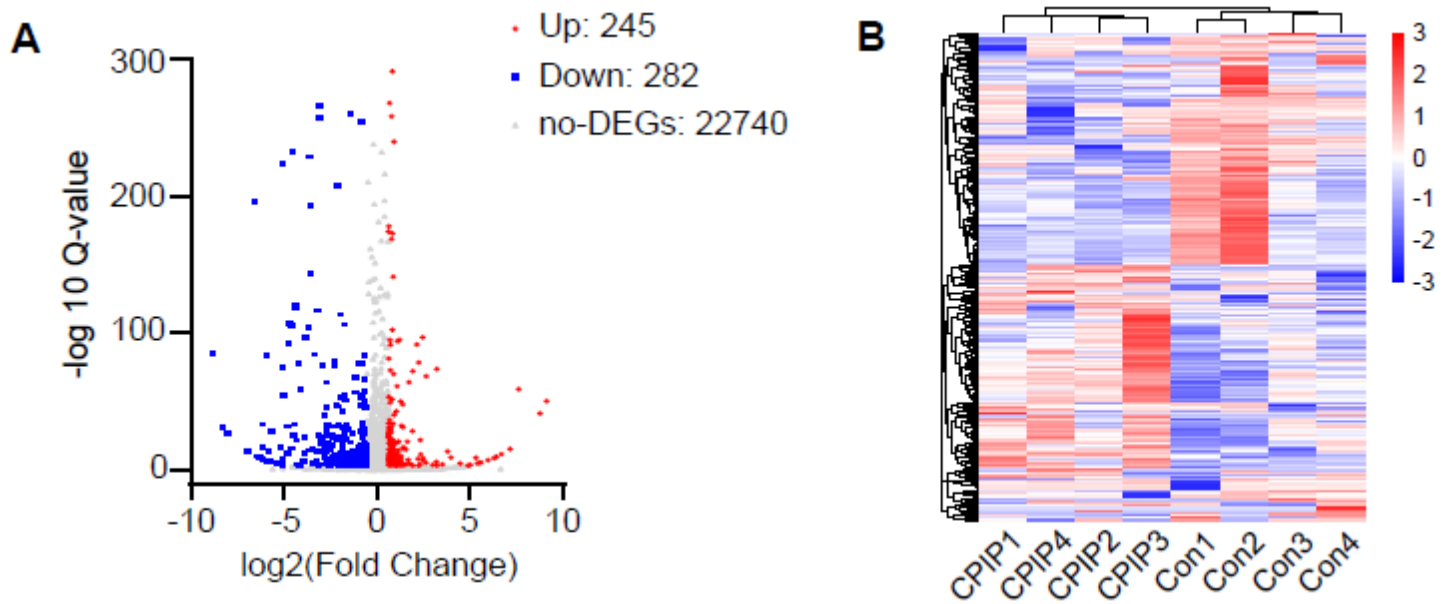 A
Up: 245
Down: 282
no-DEGs: 22740
300
200
100
0
-log 10 Q-value
-10
-5
0
5
10
log2(Fold Change)
B
3
2
1
0
-1
-2
-3
CPIP1
CPIP4
CPIP2
CPIP3
Con1
Con2
Con3
Con4